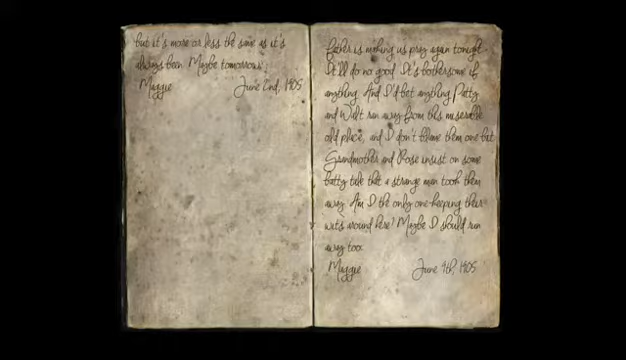 but it's more or less the same as it's
always been. Maybe tomorrow.
Maggie June 2nd, 1905
Father is making us pray again tonight.
It'll do no good. It's bothersome if
anything. And I'd bet anything Patty
and Walt run away from this miserable
old place, and I don't blame them one bit
Grandmother and Rose insist on some
batty tale that a strange man took them
away. Am I the only one keeping their
wits around here? Maybe I should run
away too.
Maggie June 9th, 1905